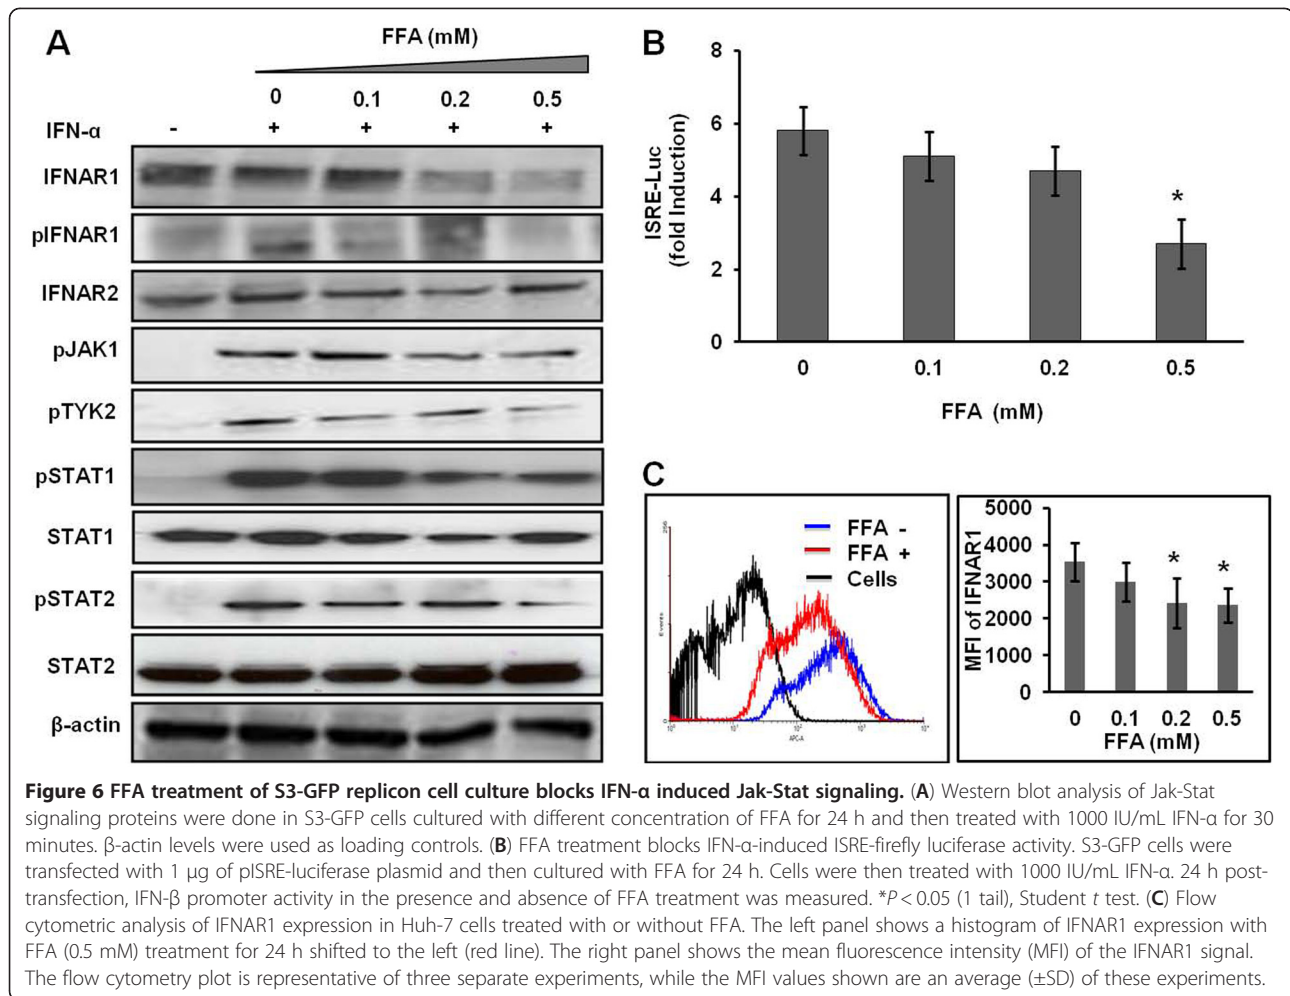 A
FFA (mM)
0 0.1 0.2 0.5
IFN-α - + + + +
IFNAR1
pIFNAR1
IFNAR2
pJAK1
pTYK2
pSTAT1
STAT1
pSTAT2
STAT2
β-actin
B
ISRE-Luc
(fold Induction)
8
6
4
2
0
*
0 0.1 0.2 0.5
FFA (mM)
C
FFA -
FFA +
Cells
256
Events
0
10⁰ 10¹ 10² 10³ 10⁴
APC-A
MFI of IFNAR1
5000
4000
3000
2000
1000
0
* *
0 0.1 0.2 0.5
FFA (mM)
Figure 6 FFA treatment of S3-GFP replicon cell culture blocks IFN-α induced Jak-Stat signaling. (A) Western blot analysis of Jak-Stat
signaling proteins were done in S3-GFP cells cultured with different concentration of FFA for 24 h and then treated with 1000 IU/mL IFN-α for 30
minutes. β-actin levels were used as loading controls. (B) FFA treatment blocks IFN-α-induced ISRE-firefly luciferase activity. S3-GFP cells were
transfected with 1 μg of pISRE-luciferase plasmid and then cultured with FFA for 24 h. Cells were then treated with 1000 IU/mL IFN-α. 24 h post-
transfection, IFN-β promoter activity in the presence and absence of FFA treatment was measured. *P < 0.05 (1 tail), Student t test. (C) Flow
cytometric analysis of IFNAR1 expression in Huh-7 cells treated with or without FFA. The left panel shows a histogram of IFNAR1 expression with
FFA (0.5 mM) treatment for 24 h shifted to the left (red line). The right panel shows the mean fluorescence intensity (MFI) of the IFNAR1 signal.
The flow cytometry plot is representative of three separate experiments, while the MFI values shown are an average (±SD) of these experiments.